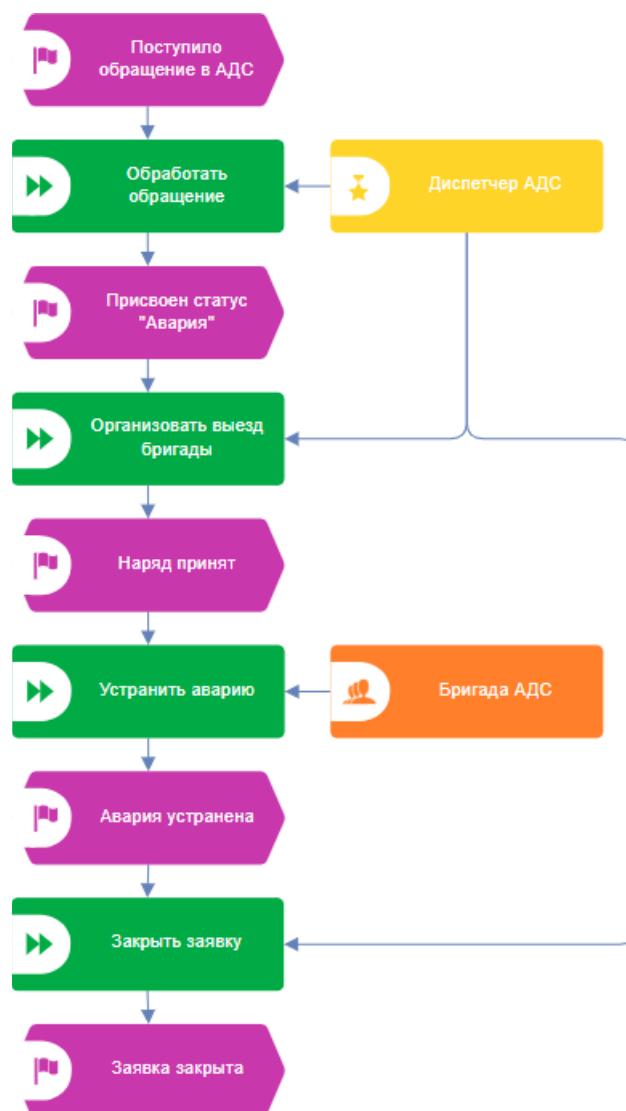 Поступило
обращение в АДС
Обработать
обращение
Диспетчер АДС
Присвоен статус
"Авария"
Организовать выезд
бригады
Наряд принят
Устранить аварию
Бригада АДС
Авария устранена
Закрыть заявку
Заявка закрыта